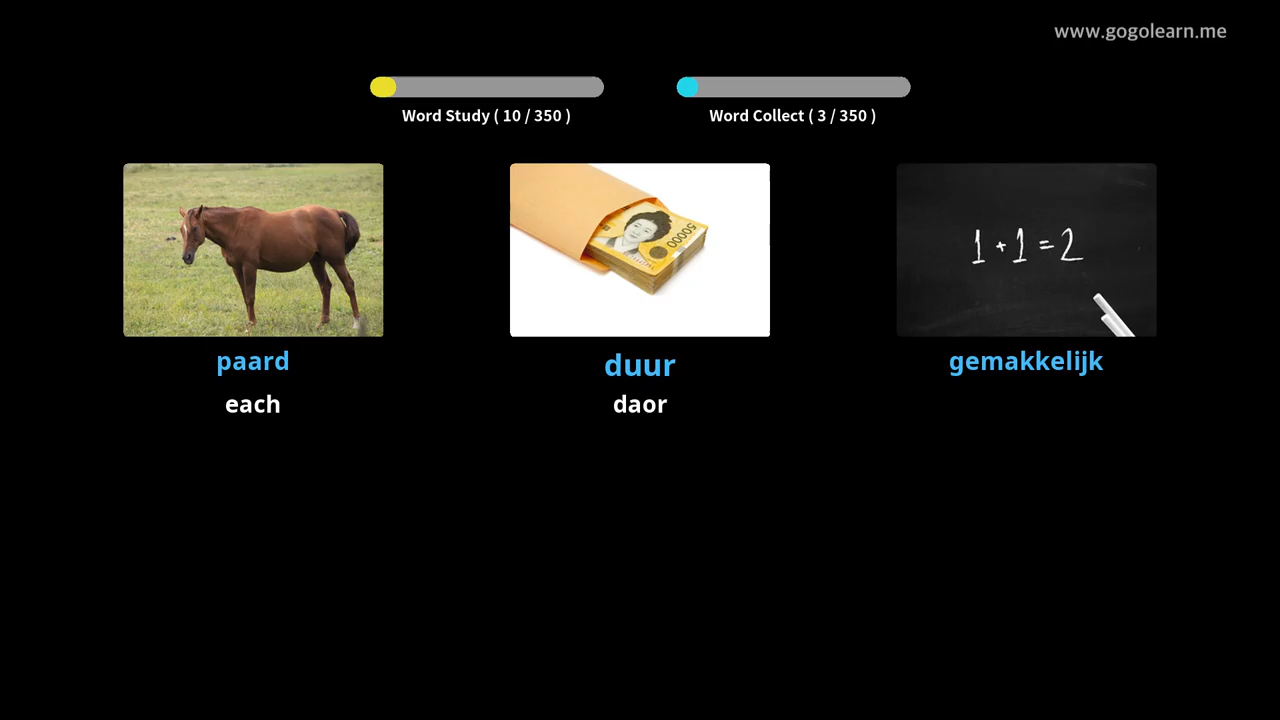 www.gogolearn.me
Word Study ( 10 / 350 )
Word Collect ( 3 / 350 )
50000
1 + 1 = 2
paard
duur
gemakkelijk
each
daor